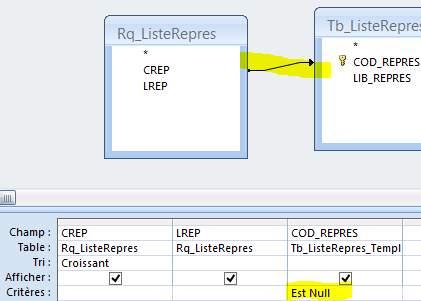 Rq_ListeRepres
*
CREP
LREP
Tb_ListeRepres
*
COD_REPRES
LIB_REPRES
Champ : CREP LREP COD_REPRES
Table : Rq_ListeRepres Rq_ListeRepres Tb_ListeRepres_Templ
Tri : Croissant
Afficher :
Critères : Est Null